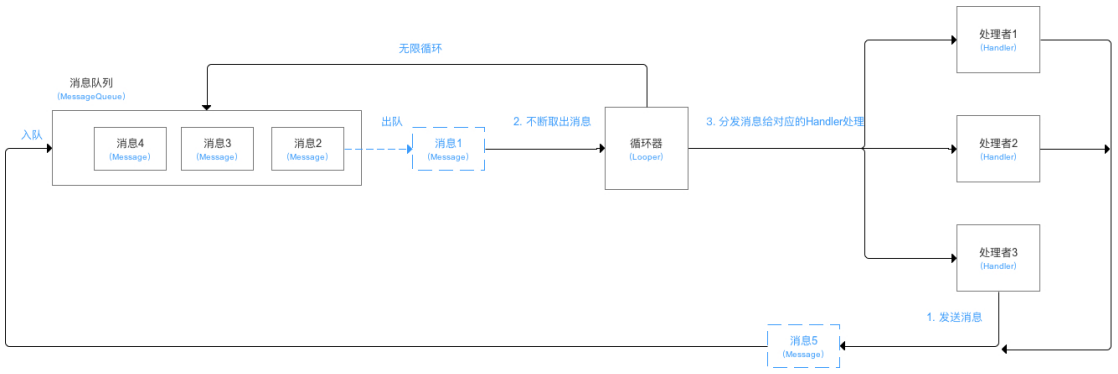 无限循环
消息队列
(MessageQueue)
入队
消息4
(Message)
消息3
(Message)
消息2
(Message)
出队
消息1
(Message)
2. 不断取出消息
循环器
(Looper)
3. 分发消息给对应的Handler处理
处理者1
(Handler)
处理者2
(Handler)
处理者3
(Handler)
1. 发送消息
消息5
(Message)